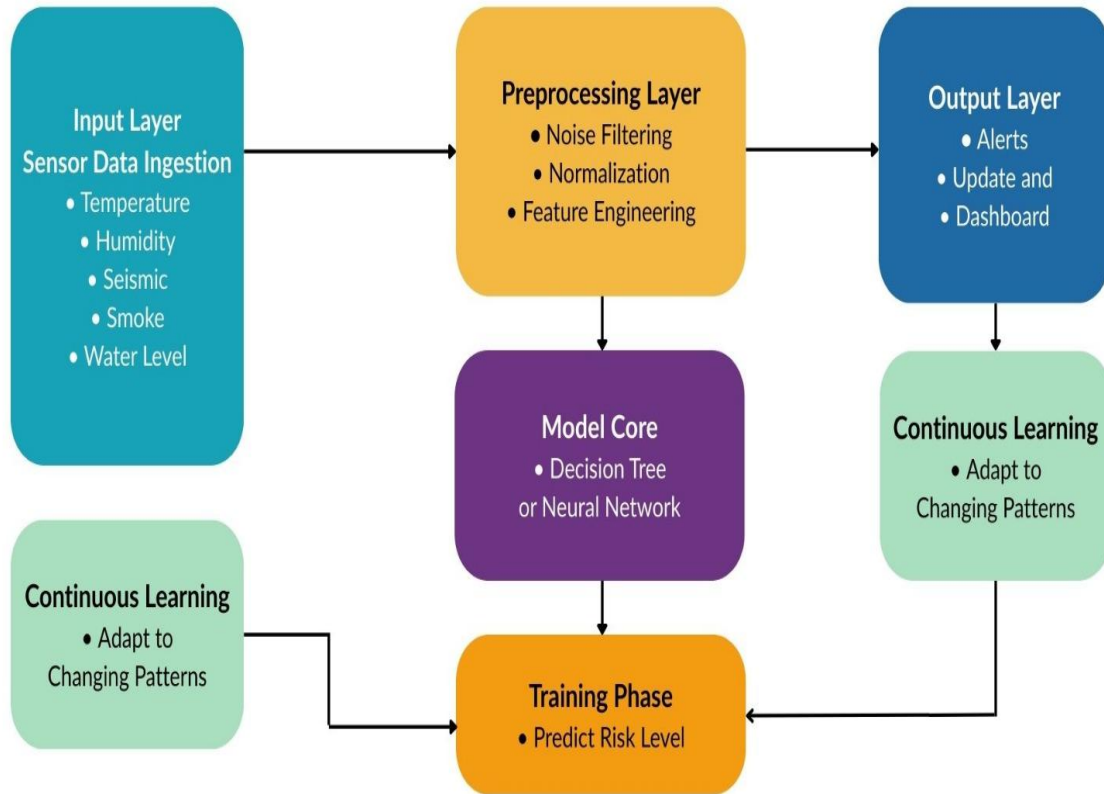 Input Layer
Sensor Data Ingestion
• Temperature
• Humidity
• Seismic
• Smoke
• Water Level
Preprocessing Layer
• Noise Filtering
• Normalization
• Feature Engineering
Output Layer
• Alerts
• Update and
• Dashboard
Model Core
• Decision Tree
or Neural Network
Continuous Learning
• Adapt to
Changing Patterns
Continuous Learning
• Adapt to
Changing Patterns
Training Phase
• Predict Risk Level